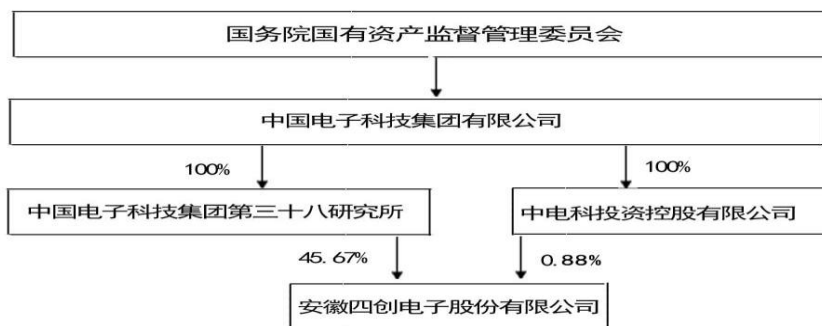 国务院国有资产监督管理委员会
中国电子科技集团有限公司
100%
100%
中国电子科技集团第三十八研究所
中电科投资控股有限公司
45.67%
0.88%
安徽四创电子股份有限公司